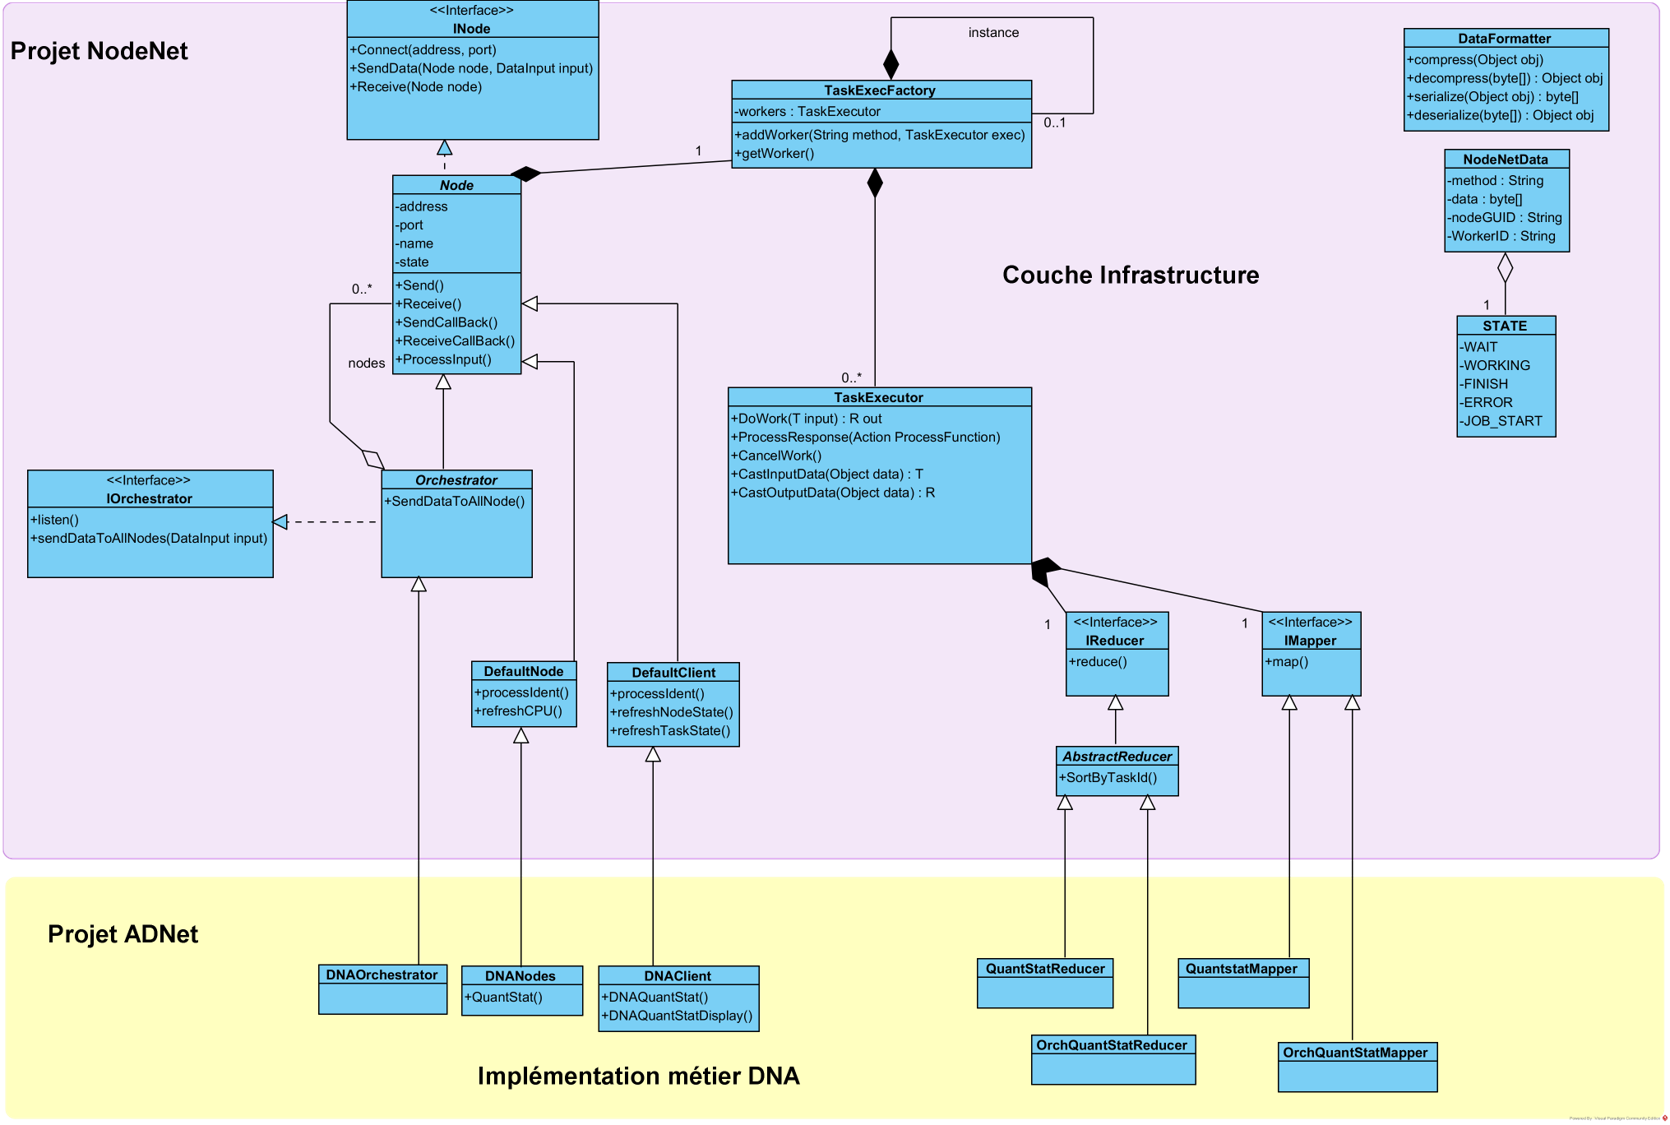 Projet NodeNet
<<Interface>>
INode
+Connect(address, port)
+SendData(Node node, DataInput input)
+Receive(Node node)
instance
TaskExecFactory
-workers : TaskExecutor
+addWorker(String method, TaskExecutor exec)
+getWorker()
0..1
1
DataFormatter
+compress(Object obj)
+decompress(byte[]) : Object obj
+serialize(Object obj) : byte[]
+deserialize(byte[]) : Object obj
NodeNetData
-method : String
-data : byte[]
-nodeGUID : String
-WorkerID : String
1
STATE
-WAIT
-WORKING
-FINISH
-ERROR
-JOB_START
Node
-address
-port
-name
-state
+Send()
+Receive()
+SendCallBack()
+ReceiveCallBack()
+ProcessInput()
0..*
nodes
Couche Infrastructure
0..*
TaskExecutor
+DoWork(T input) : R out
+ProcessResponse(Action ProcessFunction)
+CancelWork()
+CastInputData(Object data) : T
+CastOutputData(Object data) : R
<<Interface>>
IOrchestrator
+listen()
+sendDataToAllNodes(DataInput input)
Orchestrator
+SendDataToAllNode()
1
<<Interface>>
IReducer
+reduce()
1
<<Interface>>
IMapper
+map()
DefaultNode
+processIdent()
+refreshCPU()
DefaultClient
+processIdent()
+refreshNodeState()
+refreshTaskState()
AbstractReducer
+SortByTaskId()
Projet ADNet
DNAOrchestrator
DNANodes
+QuantStat()
DNAClient
+DNAQuantStat()
+DNAQuantStatDisplay()
QuantStatReducer
QuantstatMapper
OrchQuantStatReducer
OrchQuantStatMapper
Implémentation métier DNA
Powered By Visual Paradigm Community Edition